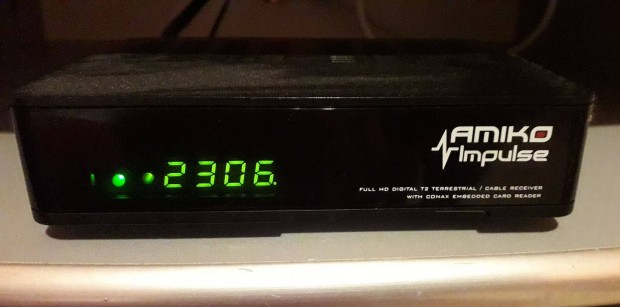 AMIKO
Impulse
2306.
FULL HD DIGITAL T2 TERRESTRIAL / CABLE RECEIVER
WITH CONAX EMBEDDED CARD READER